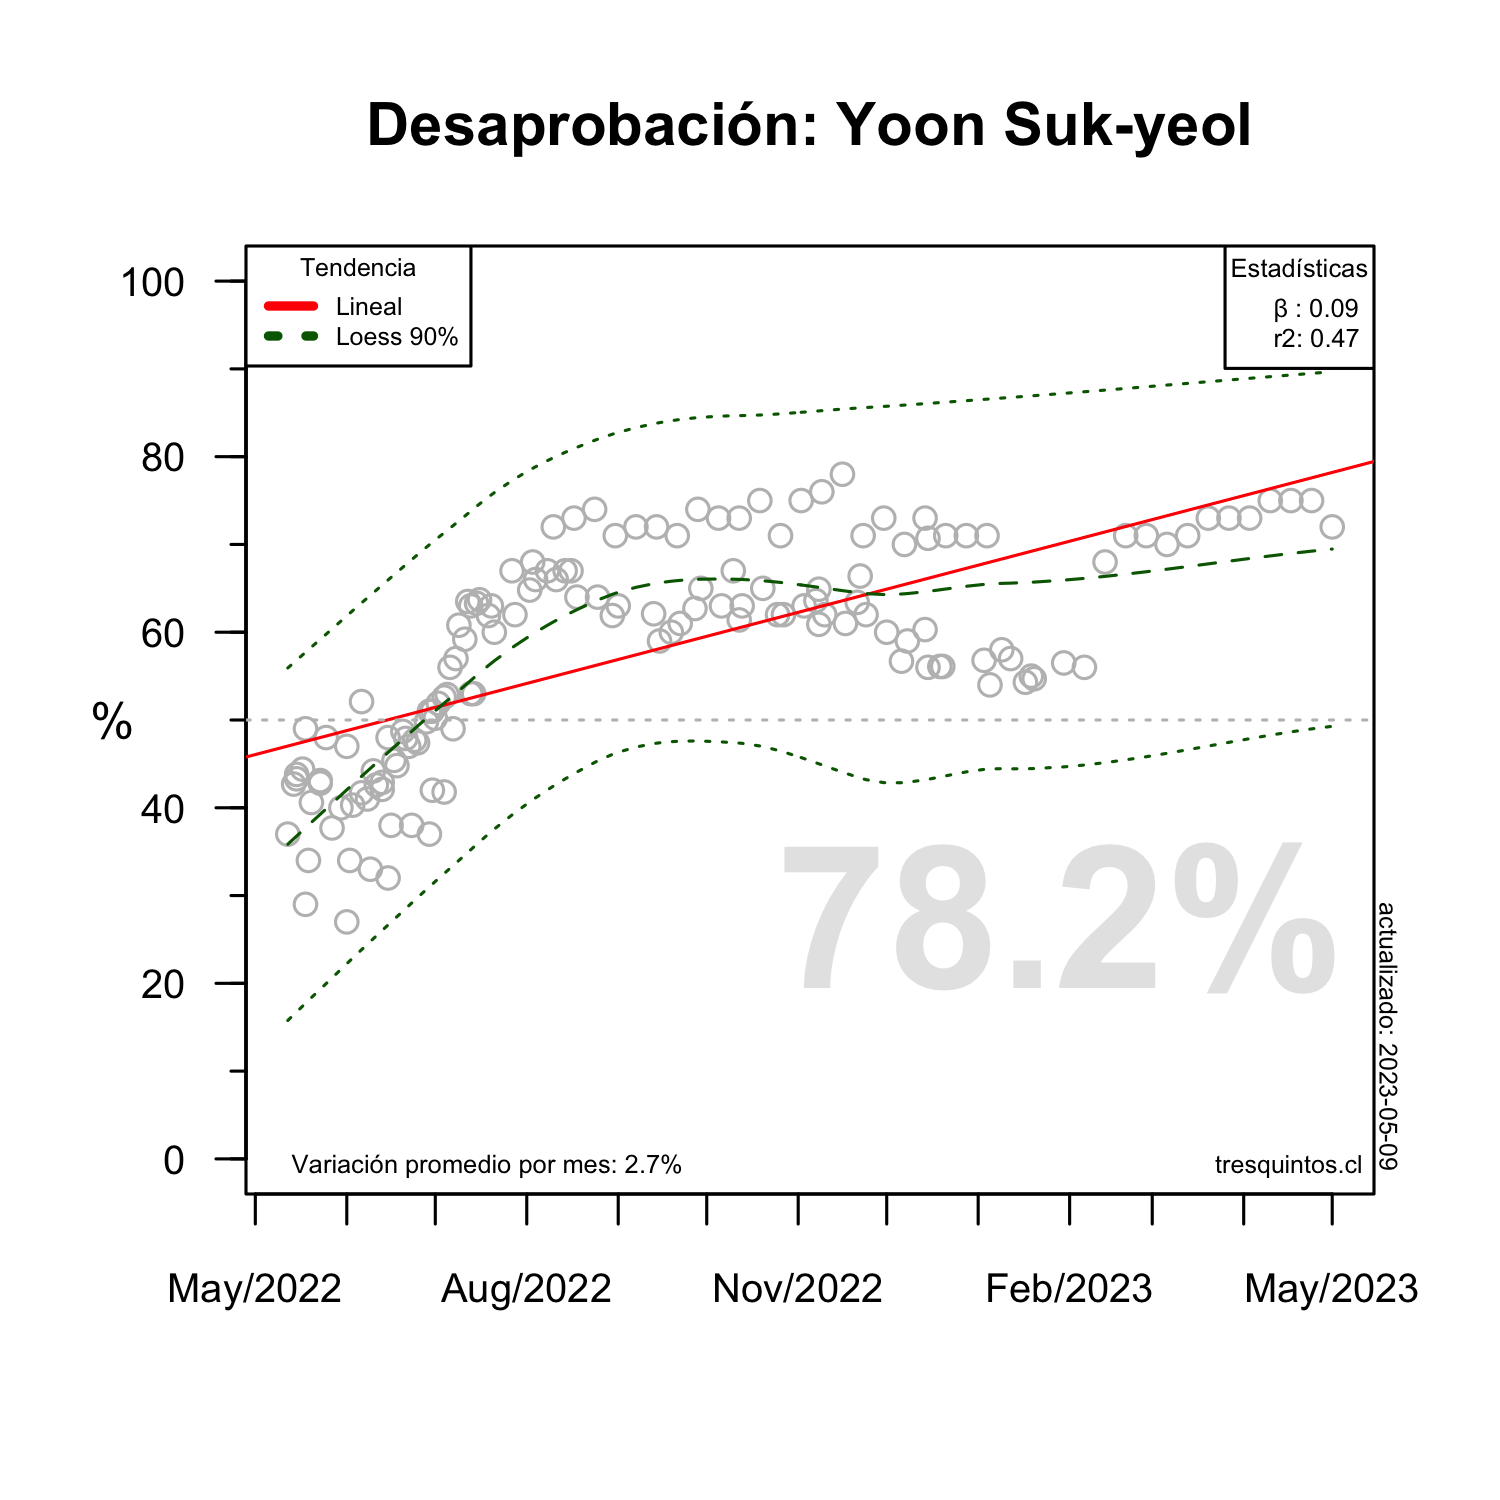 Desaprobación: Yoon Suk-yeol
Tendencia
Lineal
Loess 90%
Estadísticas
β : 0.09
r2: 0.47
100
80
60
%
40
20
0
78.2%
actualizado: 2023-05-09
Variación promedio por mes: 2.7%
tresquintos.cl
May/2022
Aug/2022
Nov/2022
Feb/2023
May/2023